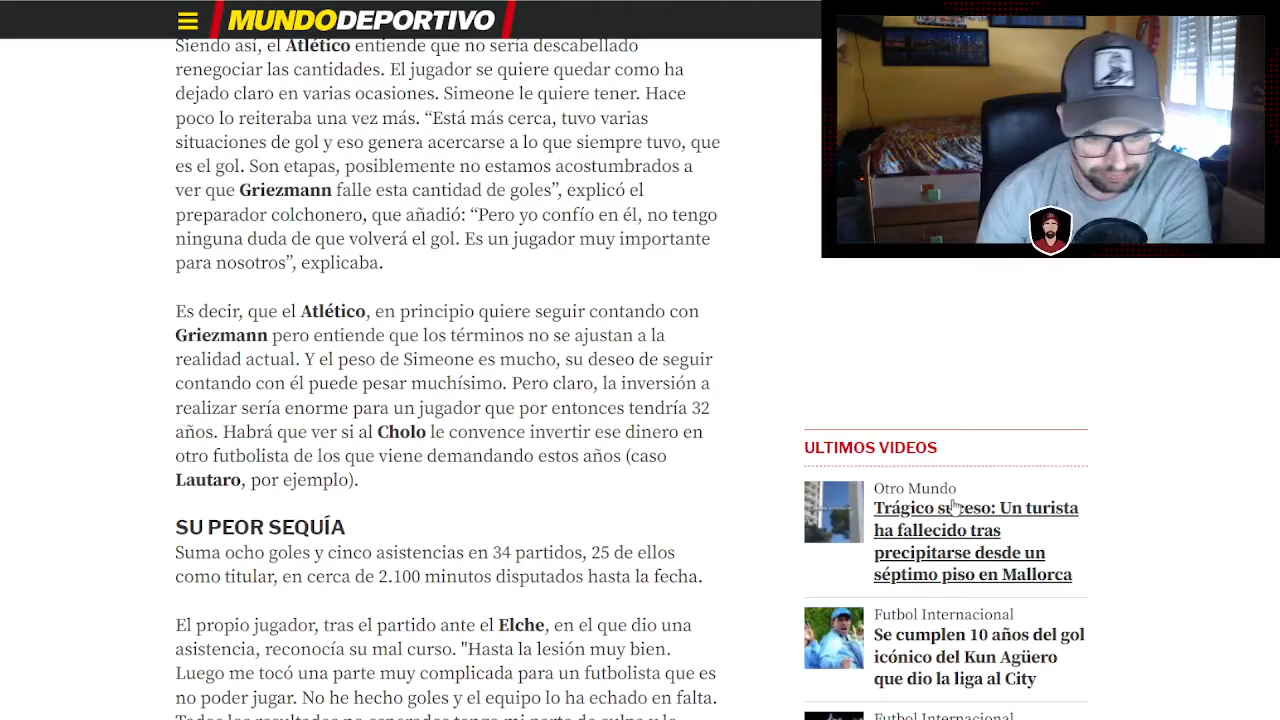 MUNDODEPORTIVO
Siendo así, el Atlético entiende que no sería descabellado
renegociar las cantidades. El jugador se quiere quedar como ha
dejado claro en varias ocasiones. Simeone le quiere tener. Hace
poco lo reiteraba una vez más. “Está más cerca, tuvo varias
situaciones de gol y eso genera acercarse a lo que siempre tuvo, que
es el gol. Son etapas, posiblemente no estamos acostumbrados a
ver que Griezmann falle esta cantidad de goles”, explicó el
preparador colchonero, que añadió: “Pero yo confío en él, no tengo
ninguna duda de que volverá el gol. Es un jugador muy importante
para nosotros”, explicaba.
Es decir, que el Atlético, en principio quiere seguir contando con
Griezmann pero entiende que los términos no se ajustan a la
realidad actual. Y el peso de Simeone es mucho, su deseo de seguir
contando con él puede pesar muchísimo. Pero claro, la inversión a
realizar sería enorme para un jugador que por entonces tendría 32
años. Habrá que ver si al Cholo le convence invertir ese dinero en
otro futbolista de los que viene demandando estos años (caso
Lautaro, por ejemplo).
SU PEOR SEQUÍA
Suma ocho goles y cinco asistencias en 34 partidos, 25 de ellos
como titular, en cerca de 2.100 minutos disputados hasta la fecha.
El propio jugador, tras el partido ante el Elche, en el que dio una
asistencia, reconocía su mal curso. "Hasta la lesión muy bien.
Luego me tocó una parte muy complicada para un futbolista que es
no poder jugar. No he hecho goles y el equipo lo ha echado en falta.
ULTIMOS VIDEOS
Otro Mundo
Trágico suceso: Un turista
ha fallecido tras
precipitarse desde un
séptimo piso en Mallorca
Futbol Internacional
Se cumplen 10 años del gol
icónico del Kun Agüero
que dio la liga al City
Futbol Internacional